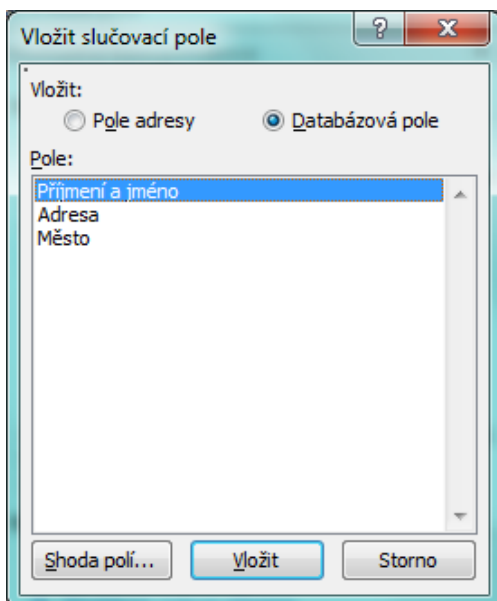 Vložit slučovací pole
Vložit:
Pole adresy Databázová pole
Pole:
Příjmení a jméno
Adresa
Město
Shoda polí... Vložit Storno